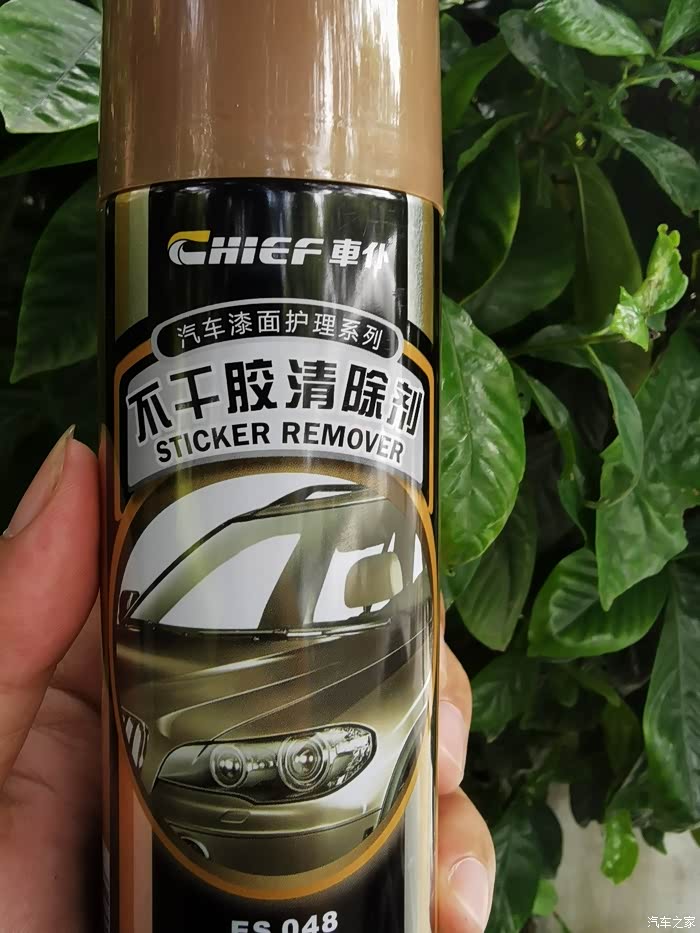 CHIEF 車仆
汽车漆面护理系列
不干胶清除剂
STICKER REMOVER
ES 048
汽车之家